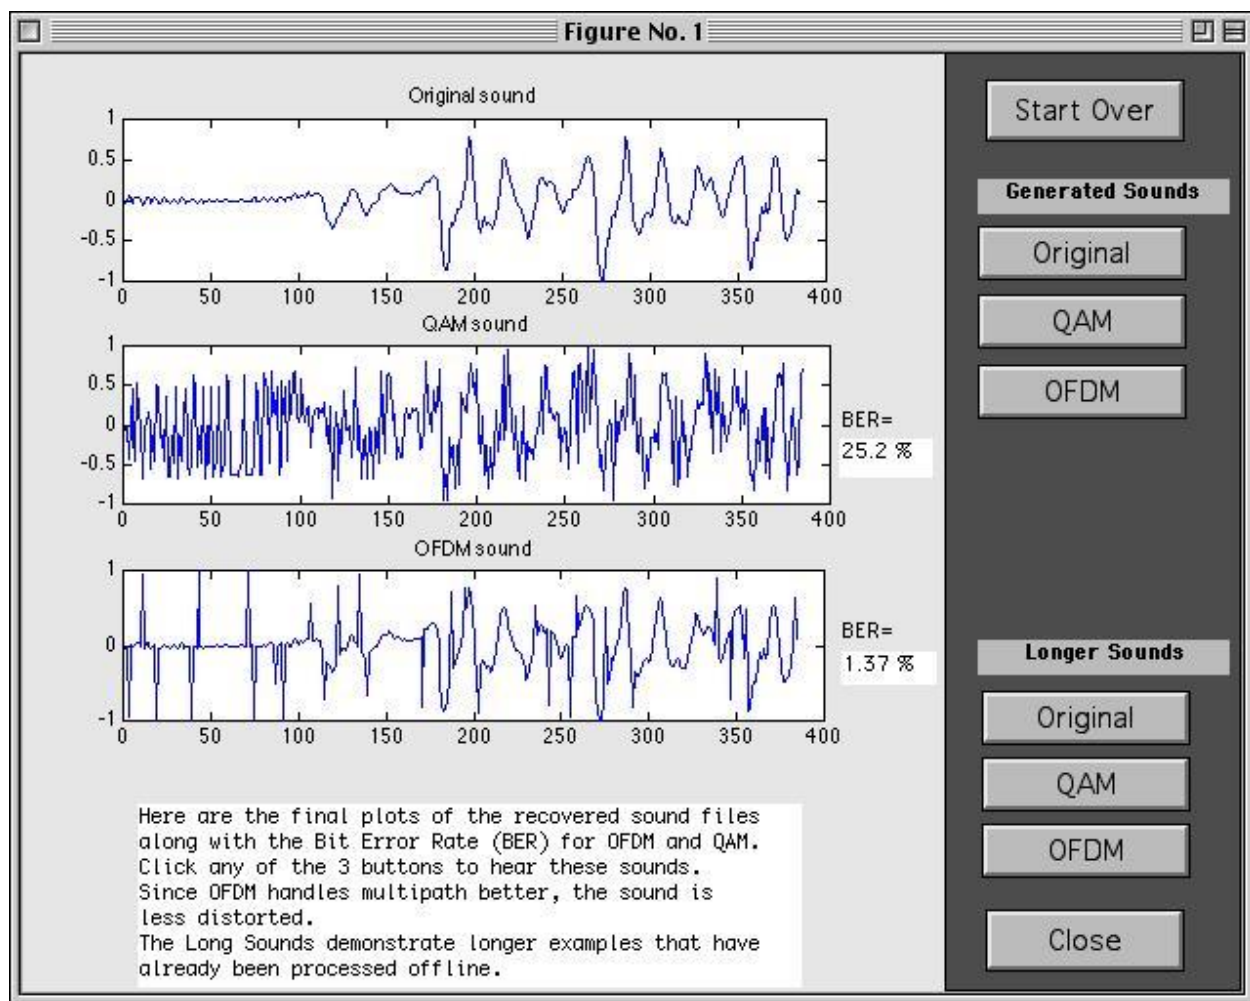 Figure No. 1
Original sound
1
0.5
0
-0.5
-1
0 50 100 150 200 250 300 350 400
QAM sound
1
0.5
0
-0.5
-1
0 50 100 150 200 250 300 350 400
BER=
25.2 %
OFDM sound
1
0
-1
0 50 100 150 200 250 300 350 400
BER=
1.37 %
Here are the final plots of the recovered sound files
along with the Bit Error Rate (BER) for OFDM and QAM.
Click any of the 3 buttons to hear these sounds.
Since OFDM handles multipath better, the sound is
less distorted.
The Long Sounds demonstrate longer examples that have
already been processed offline.
Start Over
Generated Sounds
Original
QAM
OFDM
Longer Sounds
Original
QAM
OFDM
Close